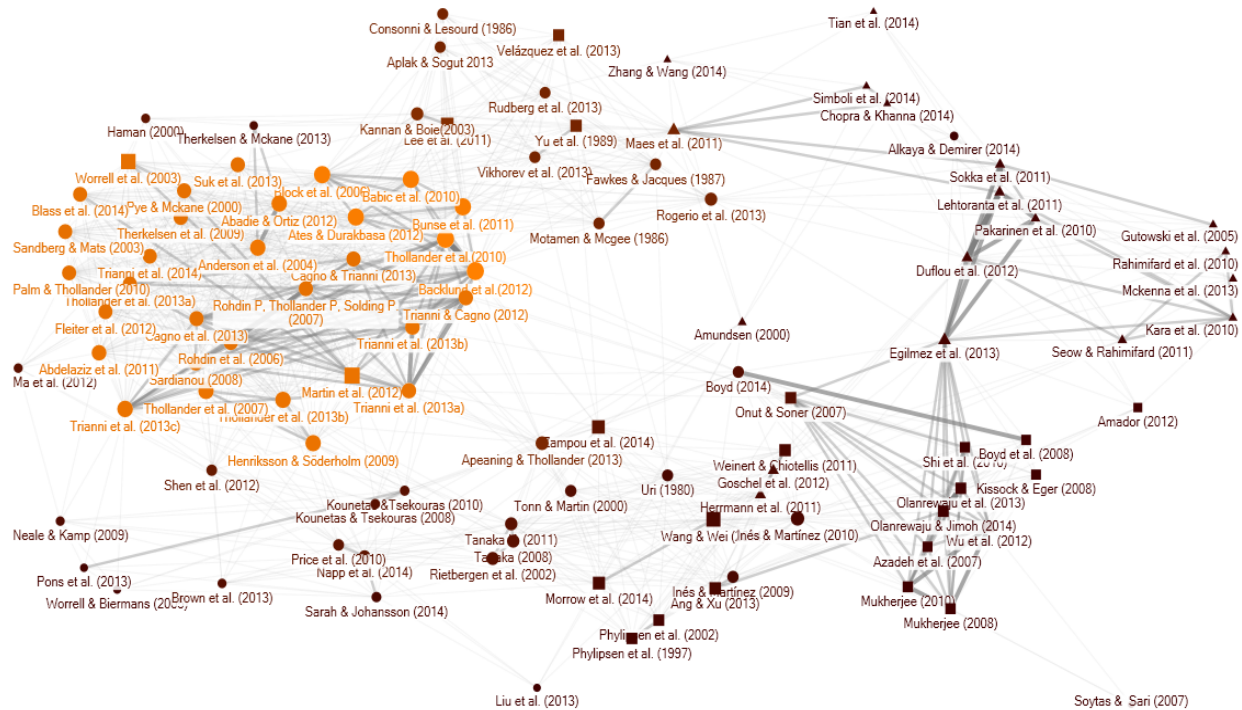 Consonni & Lesourd (1986)
Tian et al. (2014)
Velázquez et al. (2013)
Aplak & Sogut 2013
Zhang & Wang (2014)
Simboli et al. (2014)
Rudberg et al. (2013)
Chopra & Khanna (2014)
Haman (2000)
Kannan & Boie(2003)
Therkelsen & Mckane (2013)
Lee et al. (2011)
Yu et al. (1989)
Maes et al. (2011)
Alkaya & Demirer (2014)
Worrell et al. (2003)
Suk et al. (2013)
Vikhorev et al. (2013)
Fawkes & Jacques (1987)
Sokka et al. (2011)
Block et al. (2006)
Babic et al. (2010)
Blass et al. (2014)
Pye & Mckane (2000)
Lehtoranta et al. (2011)
Abadie & Ortiz (2012)
Bunse et al. (2011)
Rogerio et al. (2013)
Pakarinen et al. (2010)
Therkelsen et al. (2009)
Ates & Durakbasa (2012)
Motamen & Mcgee (1986)
Gutowski et al. (2005)
Sandberg & Mats (2003)
Thollander et al. (2010)
Anderson et al. (2004)
Rahimifard et al. (2010)
Trianni et al. (2014)
Cagno & Trianni (2013)
Duflou et al. (2012)
Palm & Thollander (2010)
Backlund et al. (2012)
Mckenna et al. (2013)
Thollander et al. (2013a)
Rohdin P, Thollander P, Solding P
(2007)
Trianni & Cagno (2012)
Fleiter et al. (2012)
Cagno et al. (2013)
Trianni et al. (2013b)
Amundsen (2000)
Kara et al. (2010)
Egilmez et al. (2013)
Seow & Rahimifard (2011)
Rohdin et al. (2006)
Abdelaziz et al. (2011)
Ma et al. (2012)
Sardianou (2008)
Boyd (2014)
Martin et al. (2012)
Thollander et al. (2007)
Trianni et al. (2013a)
Onut & Soner (2007)
Thollander et al. (2013b)
Trianni et al. (2013c)
Amador (2012)
Zampou et al. (2014)
Henriksson & Söderholm (2009)
Apeaning & Thollander (2013)
Weinert & Chiotellis (2011)
Shi et al. (2010)
Boyd et al. (2008)
Goschel et al. (2012)
Shen et al. (2012)
Uri (1980)
Kissock & Eger (2008)
Kounetas & Tsekouras (2010)
Tonn & Martin (2000)
Herrmann et al. (2011)
Olanrewaju et al. (2013)
Kounetas & Tsekouras (2008)
Olanrewaju & Jimoh (2014)
Neale & Kamp (2009)
Tanaka (2011)
Wang & Wei
Inés & Martínez (2010)
Wu et al. (2012)
Price et al. (2010)
Tanaka (2008)
Azadeh et al. (2007)
Napp et al. (2014)
Rietbergen et al. (2002)
Pons et al. (2013)
Inés & Martínez (2009)
Worrell & Biermans
Brown et al. (2013)
Morrow et al. (2014)
Ang & Xu (2013)
Mukherjee (2010)
Sarah & Johansson (2014)
Mukherjee (2008)
Phylipsen et al. (2002)
Phylipsen et al. (1997)
Liu et al. (2013)
Soytas & Sari (2007)